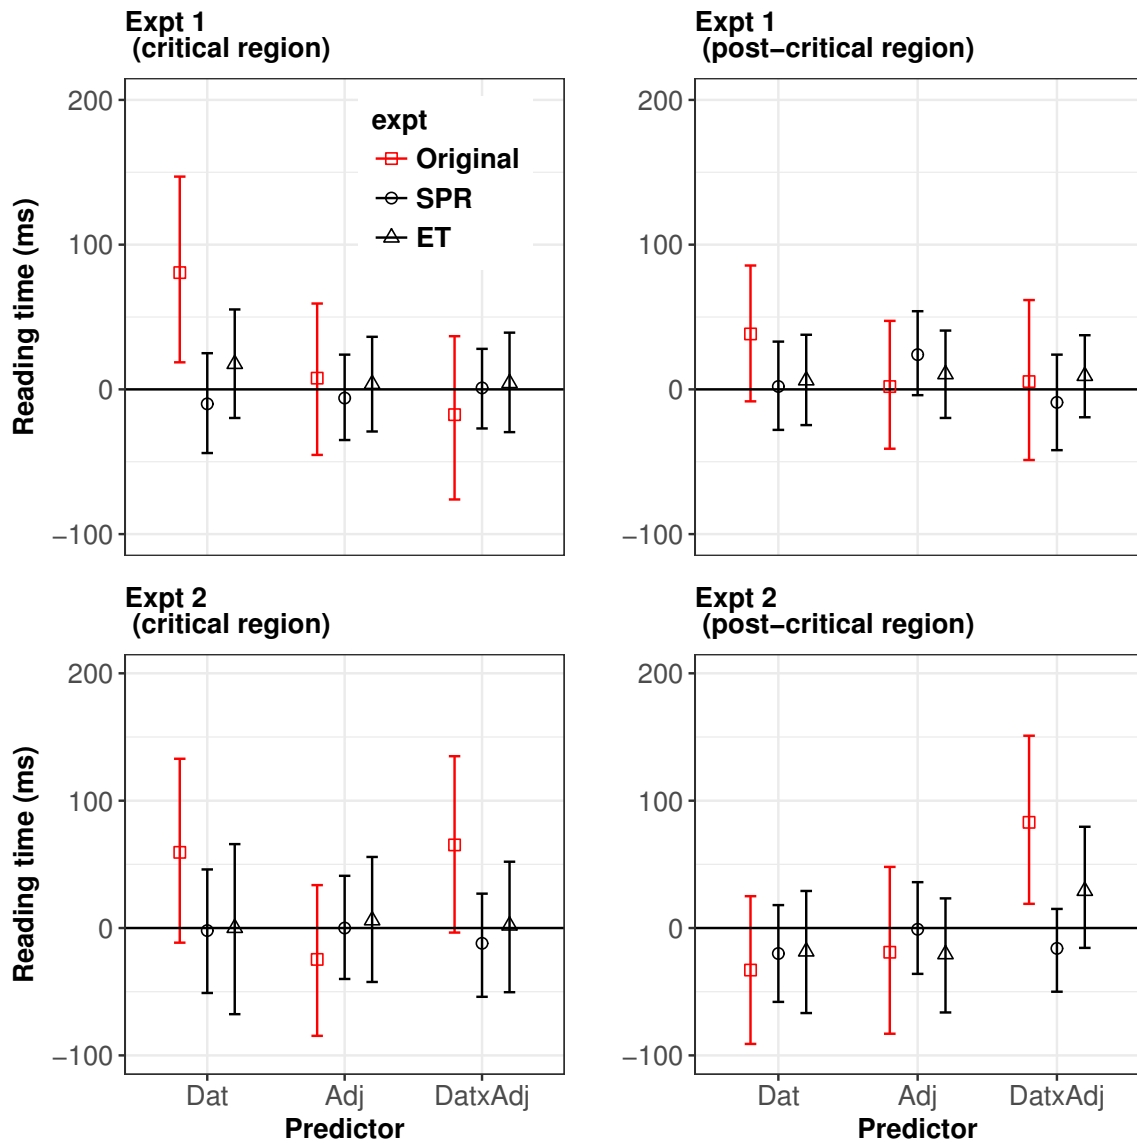 Expt 1
(critical region)
Reading time (ms)
200
100
0
−100
expt
Original
SPR
ET
Expt 1
(post−critical region)
200
100
0
−100
Expt 2
(critical region)
Reading time (ms)
200
100
0
−100
Dat
Adj
DatxAdj
Predictor
Expt 2
(post−critical region)
200
100
0
−100
Dat
Adj
DatxAdj
Predictor